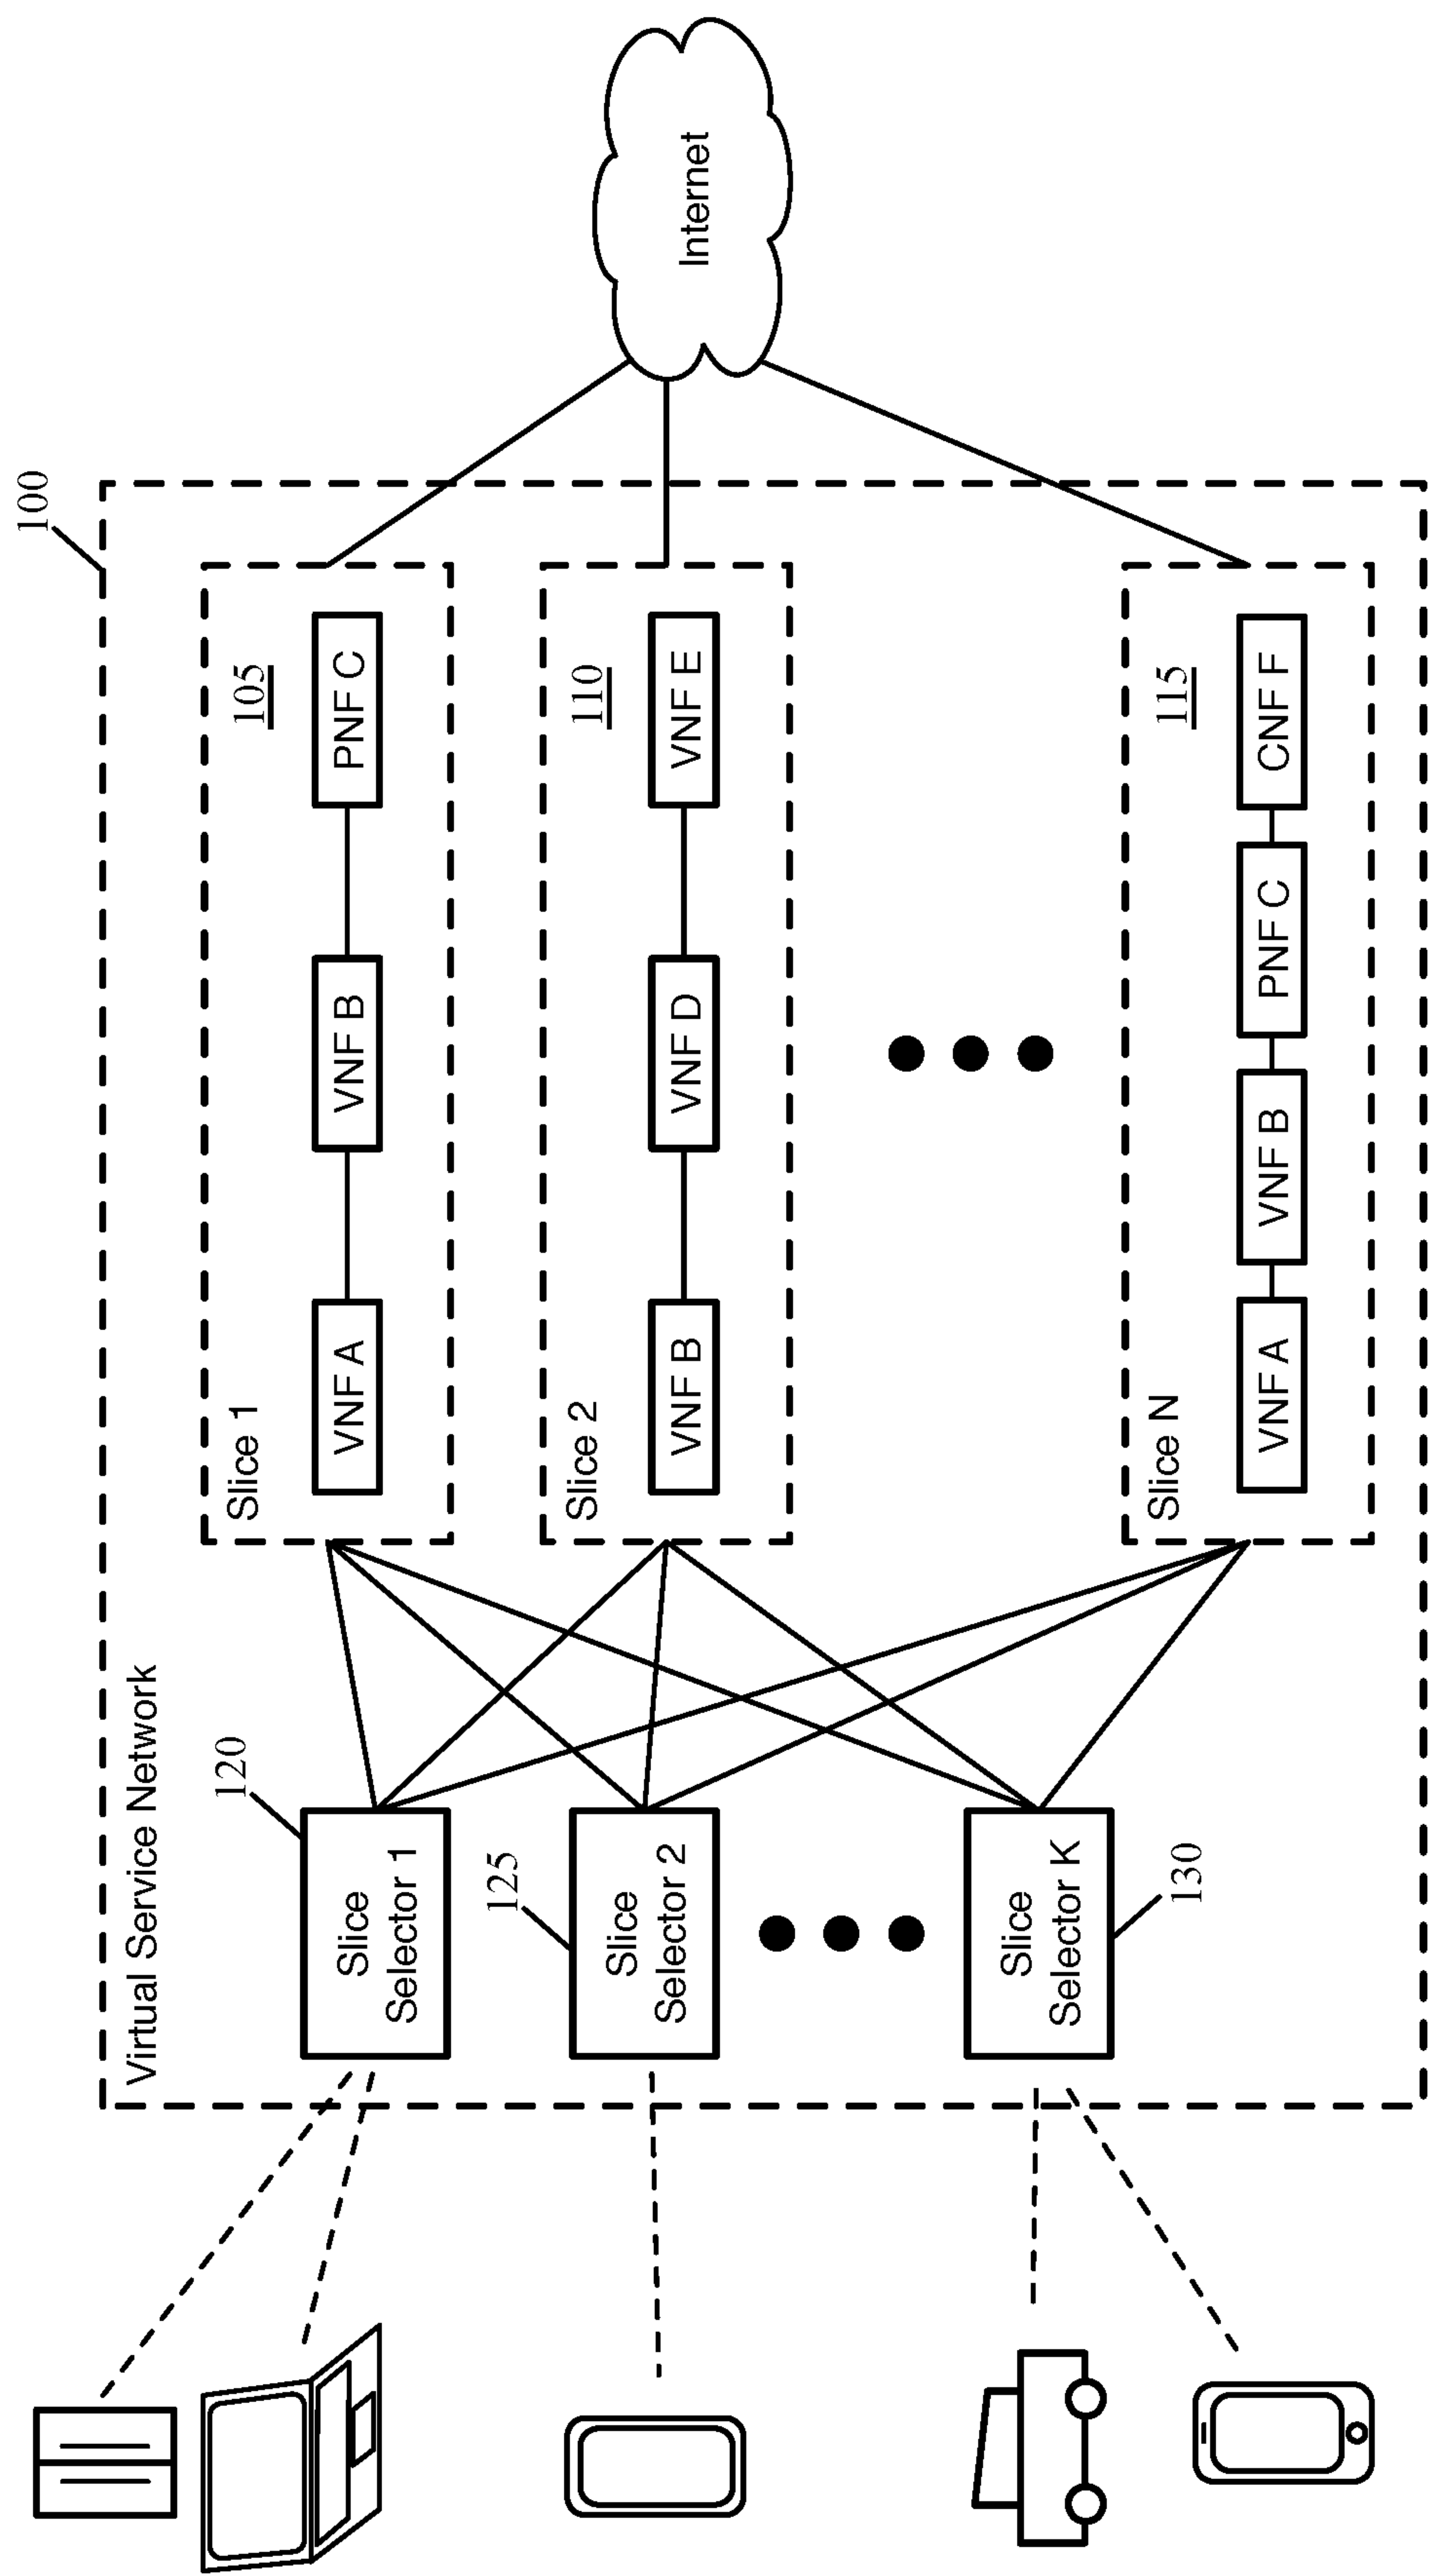 100
Virtual Service Network
120
Slice
Selector 1
125
Slice
Selector 2
Slice
Selector K
130
Slice 1
105
VNF A
VNF B
PNF C
Slice 2
110
VNF B
VNF D
VNF E
Slice N
115
VNF A
VNF B
PNF C
CNF F
Internet